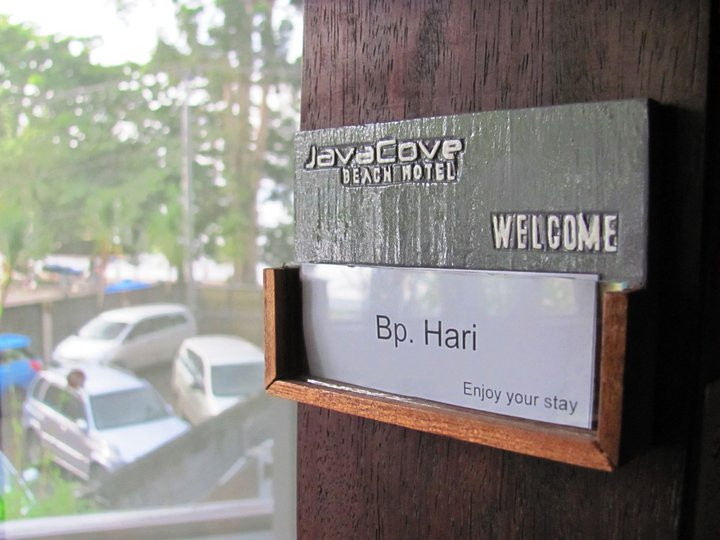 JavaCove
BEACH HOTEL
WELCOME
Bp. Hari
Enjoy your stay